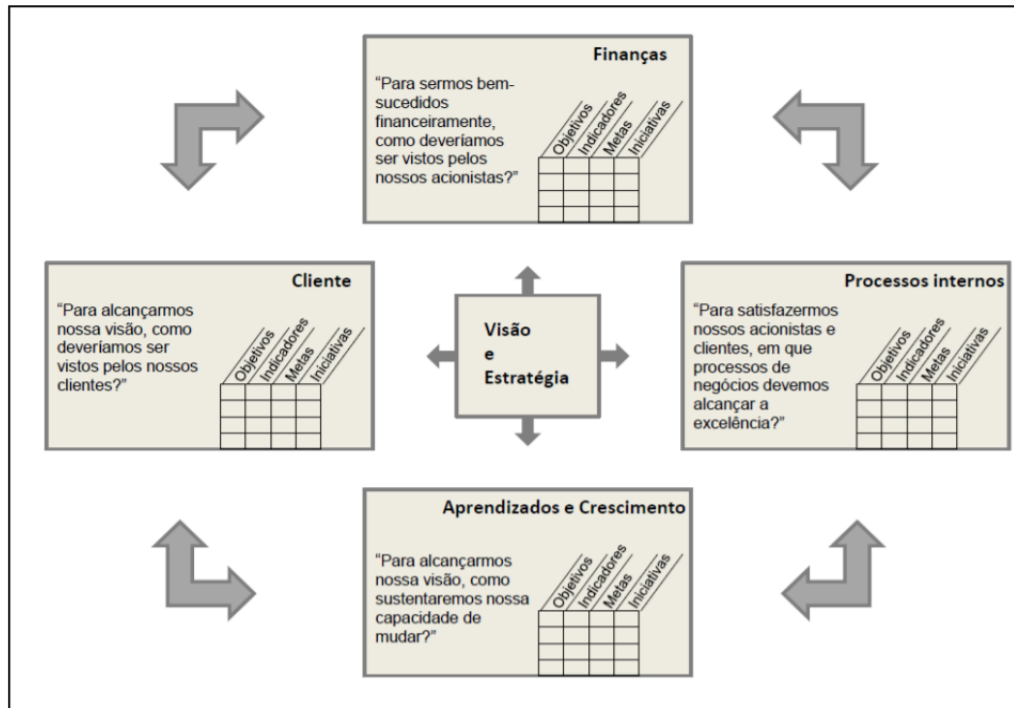 Finanças
“Para sermos bem-
sucedidos
financeiramente,
como deveríamos
ser vistos pelos
nossos acionistas?”
Objetivos
Indicadores
Metas
Iniciativas
Cliente
“Para alcançarmos
nossa visão, como
deveríamos ser
vistos pelos nossos
clientes?”
Objetivos
Indicadores
Metas
Iniciativas
Visão
e
Estratégia
Processos internos
“Para satisfazermos
nossos acionistas e
clientes, em que
processos de
negócios devemos
alcançar a
excelência?”
Objetivos
Indicadores
Metas
Iniciativas
Aprendizados e Crescimento
“Para alcançarmos
nossa visão, como
sustentaremos nossa
capacidade de
mudar?”
Objetivos
Indicadores
Metas
Iniciativas